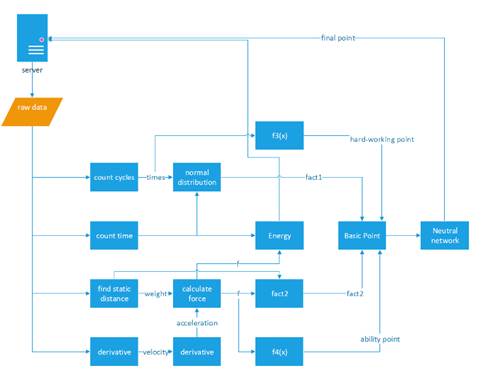 final point
server
raw data
f3(x)
hard-working point
count cycles
times
normal
distribution
fact1
count time
Energy
Basic Point
Neutral
network
f
find static
distance
weight
calculate
force
f
fact2
fact2
acceleration
ability point
derivative
velocity
derivative
f4(x)